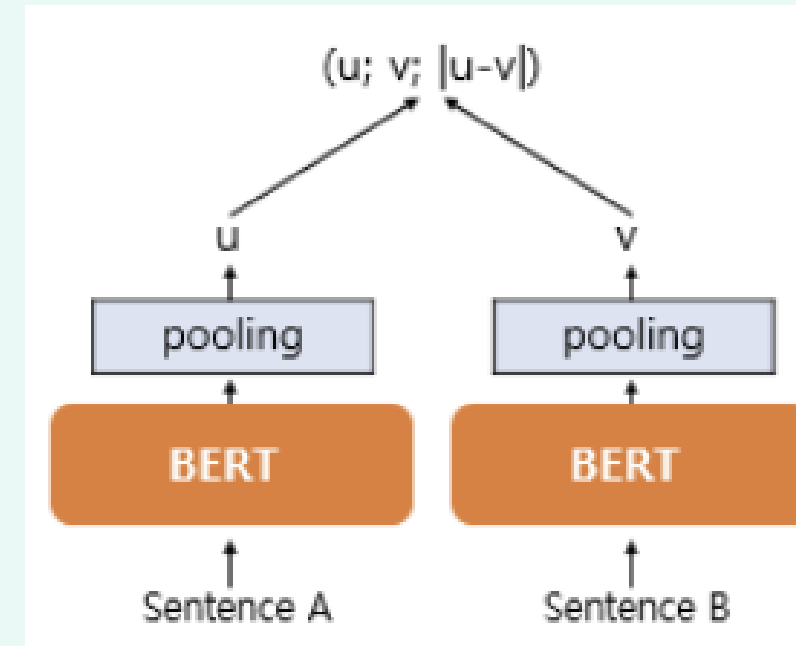 (u; v; |u-v|)
u v
pooling pooling
BERT BERT
Sentence A Sentence B